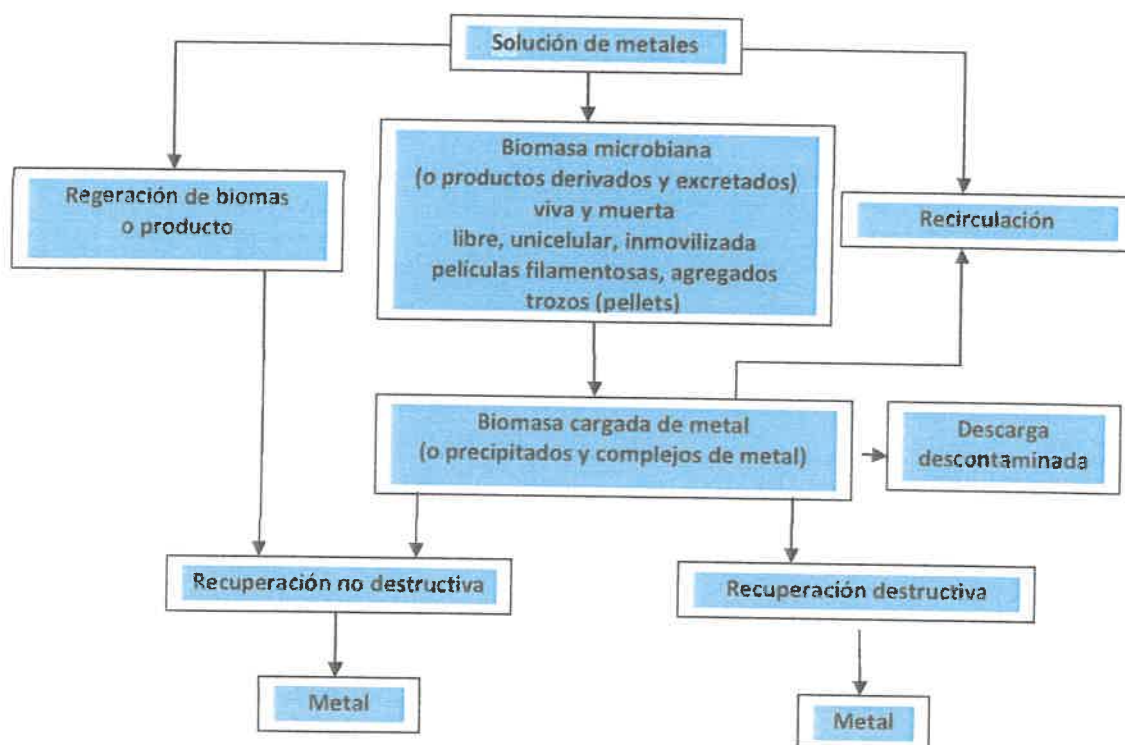 Solución de metales
Biomasa microbiana
(o productos derivados y excretados)
viva y muerta
libre, unicelular, inmovilizada
películas filamentosas, agregados
trozos (pellets)
Regeración de biomas
o producto
Recirculación
Biomasa cargada de metal
(o precipitados y complejos de metal)
Descarga
descontaminada
Recuperación no destructiva
Recuperación destructiva
Metal
Metal